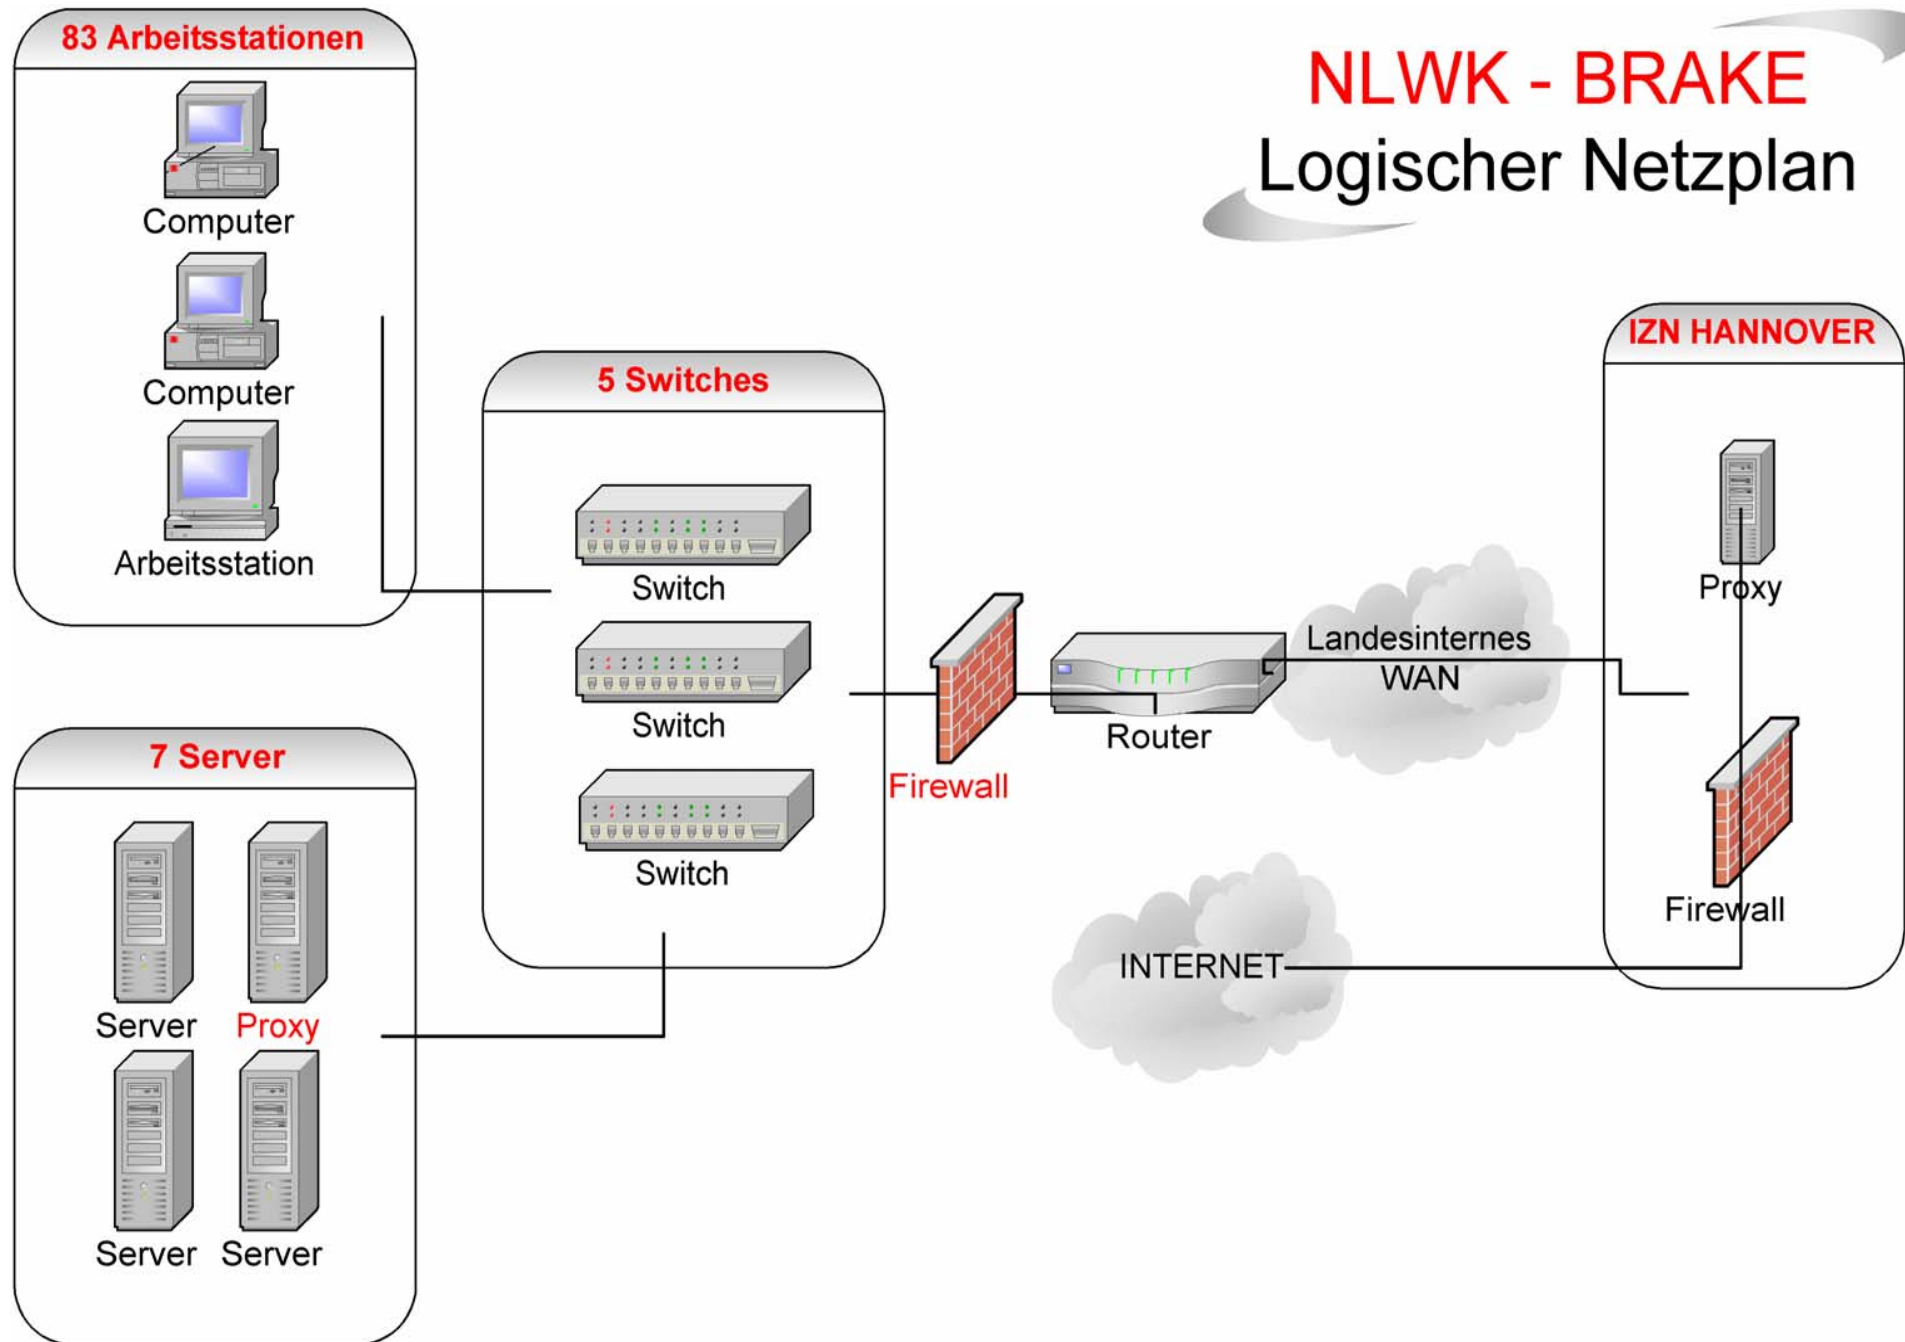 NLWK - BRAKE
Logischer Netzplan
83 Arbeitsstationen
Computer
Computer
Arbeitsstation
7 Server
Server
Proxy
Server
Server
5 Switches
Switch
Switch
Switch
Firewall
Router
Landesinternes
WAN
INTERNET
IZN HANNOVER
Proxy
Firewall